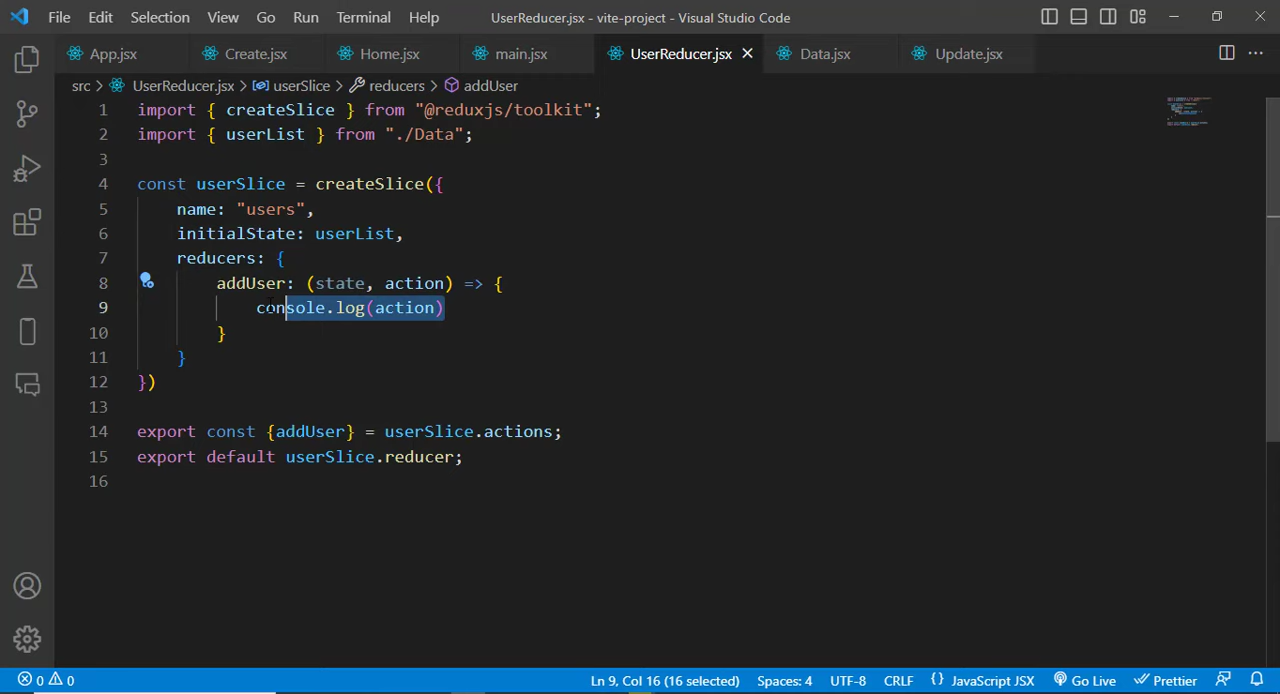 File Edit Selection View Go Run Terminal Help UserReducer.jsx - vite-project - Visual Studio Code
App.jsx Create.jsx Home.jsx main.jsx UserReducer.jsx Data.jsx Update.jsx
src > UserReducer.jsx > userSlice > reducers > addUser
1 import { createSlice } from "@reduxjs/toolkit";
2 import { userList } from "./Data";
3
4 const userSlice = createSlice({
5 name: "users",
6 initialState: userList,
7 reducers: {
8 addUser: (state, action) => {
9 console.log(action)
10 }
11 }
12 })
13
14 export const {addUser} = userSlice.actions;
15 export default userSlice.reducer;
16
0 0 Ln 9, Col 16 (16 selected) Spaces: 4 UTF-8 CRLF {} JavaScript JSX Go Live Prettier